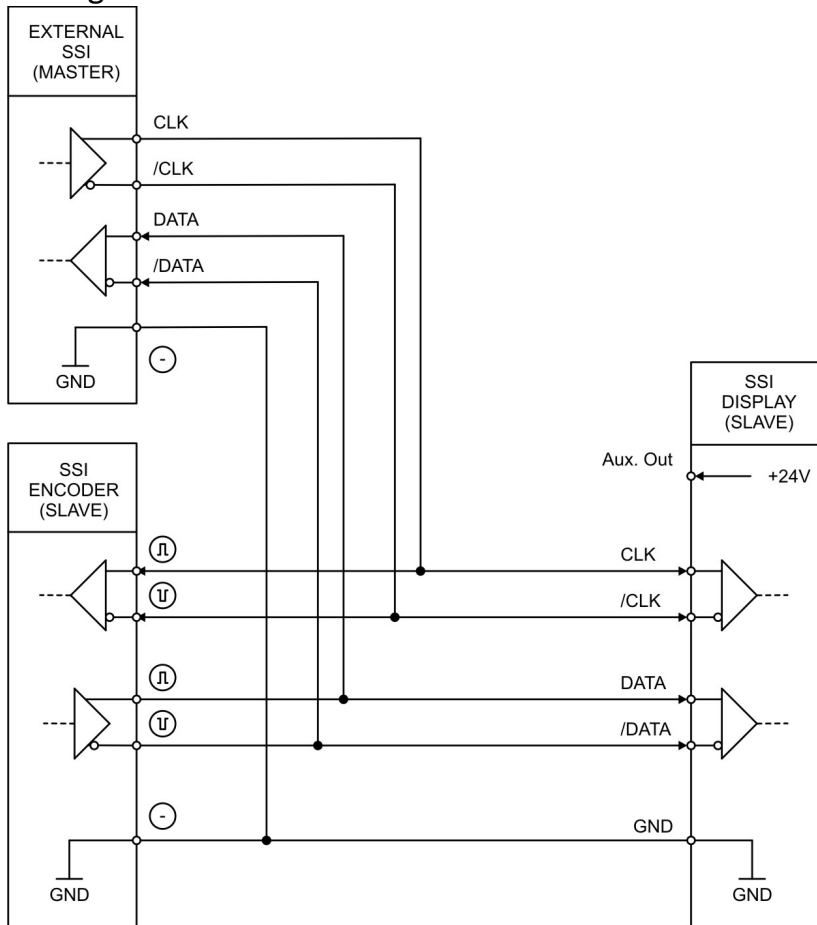 EXTERNAL
SSI
(MASTER)
CLK
/CLK
DATA
/DATA
-
GND
SSI
ENCODER
(SLAVE)
-
GND
SSI
DISPLAY
(SLAVE)
Aux. Out
+24V
CLK
/CLK
DATA
/DATA
GND
GND